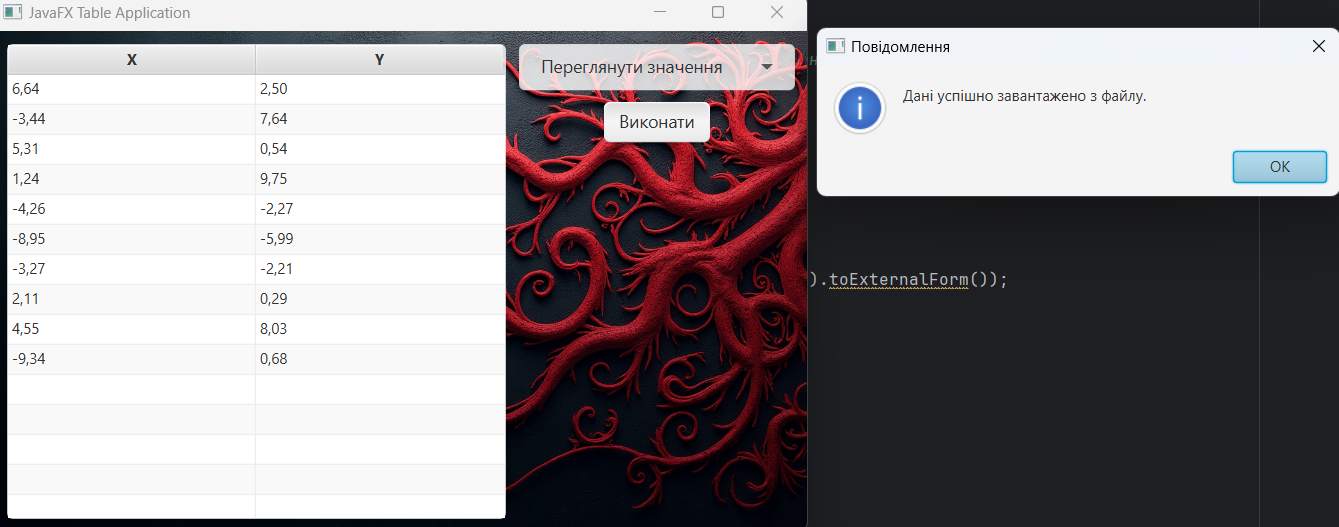 JavaFX Table Application
X Y
6,64 2,50
-3,44 7,64
5,31 0,54
1,24 9,75
-4,26 -2,27
-8,95 -5,99
-3,27 -2,21
2,11 0,29
4,55 8,03
-9,34 0,68
Переглянути значення
Виконати
Повідомлення
Дані успішно завантажено з файлу.
ОК
).toExternalForm());